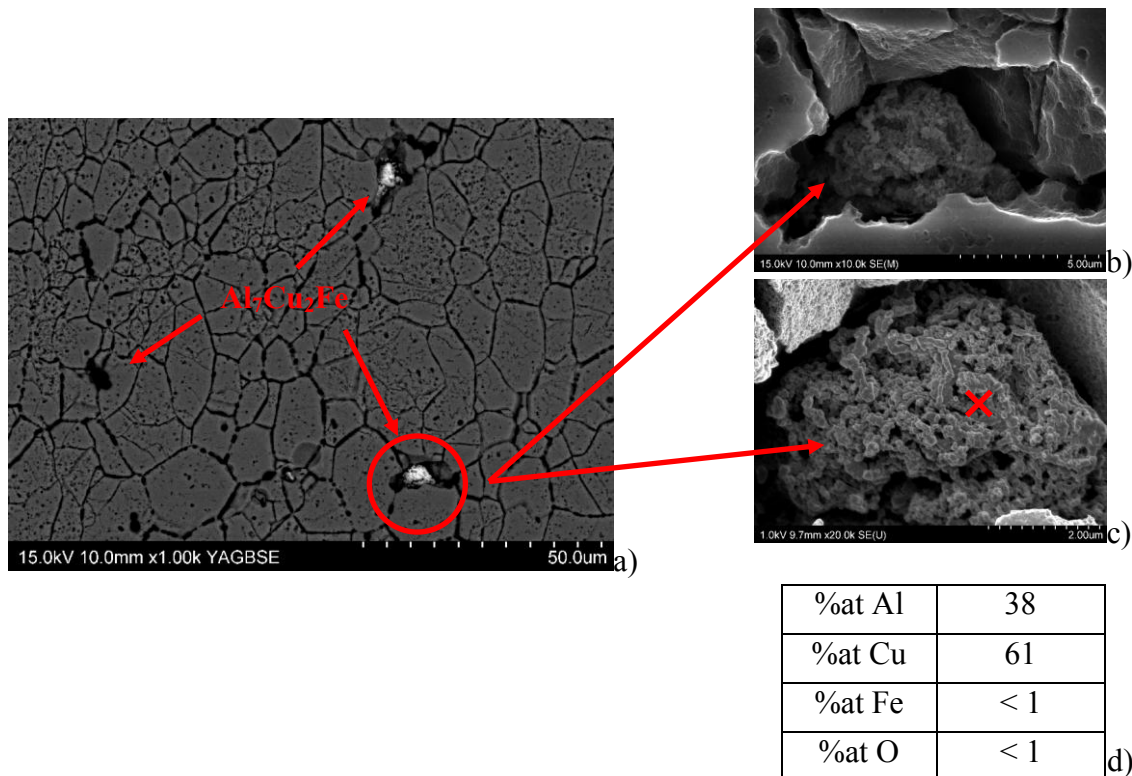 Al₇Cu₂Fe
15.0kV 10.0mm x1.00k YAGBSE 50.0um
a)
15.0kV 10.0mm x10.0k SE(M) 5.00um
b)
1.0kV 9.7mm x20.0k SE(U) 2.00um
c)
%at Al 38
%at Cu 61
%at Fe < 1
%at O < 1
d)